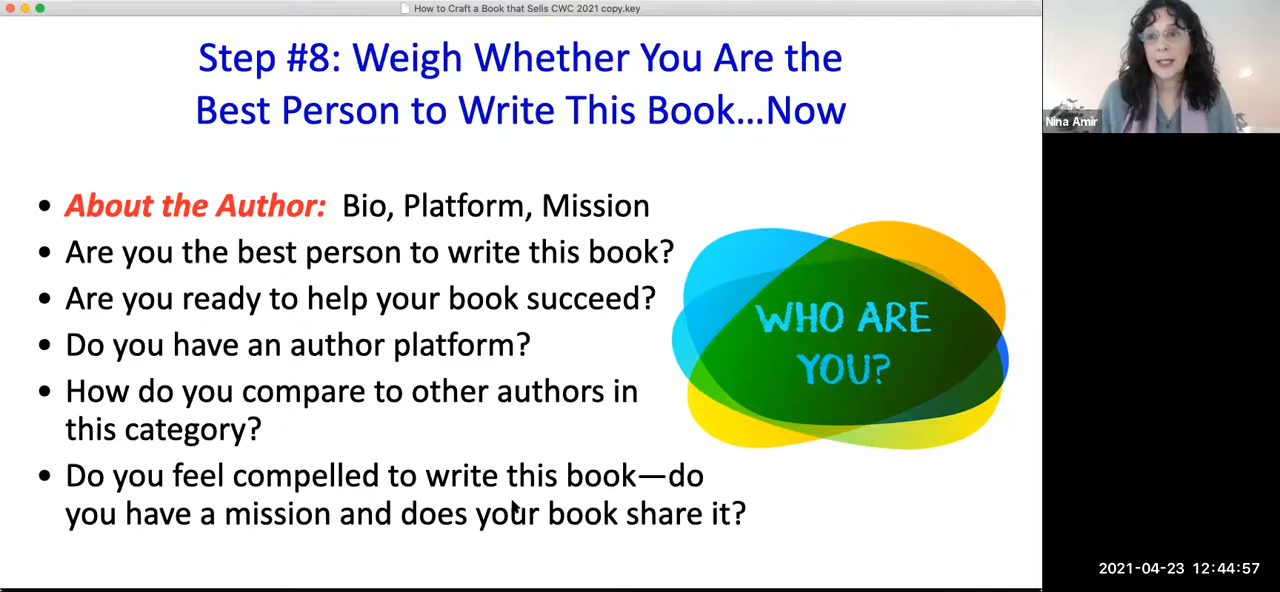 How to Craft a Book that Sells CWC 2021 copy.key
Step #8: Weigh Whether You Are the
Best Person to Write This Book...Now
• About the Author: Bio, Platform, Mission
• Are you the best person to write this book?
• Are you ready to help your book succeed?
• Do you have an author platform?
• How do you compare to other authors in
this category?
• Do you feel compelled to write this book—do
you have a mission and does your book share it?
WHO ARE
YOU?
Nina Amir
2021-04-23 12:44:57